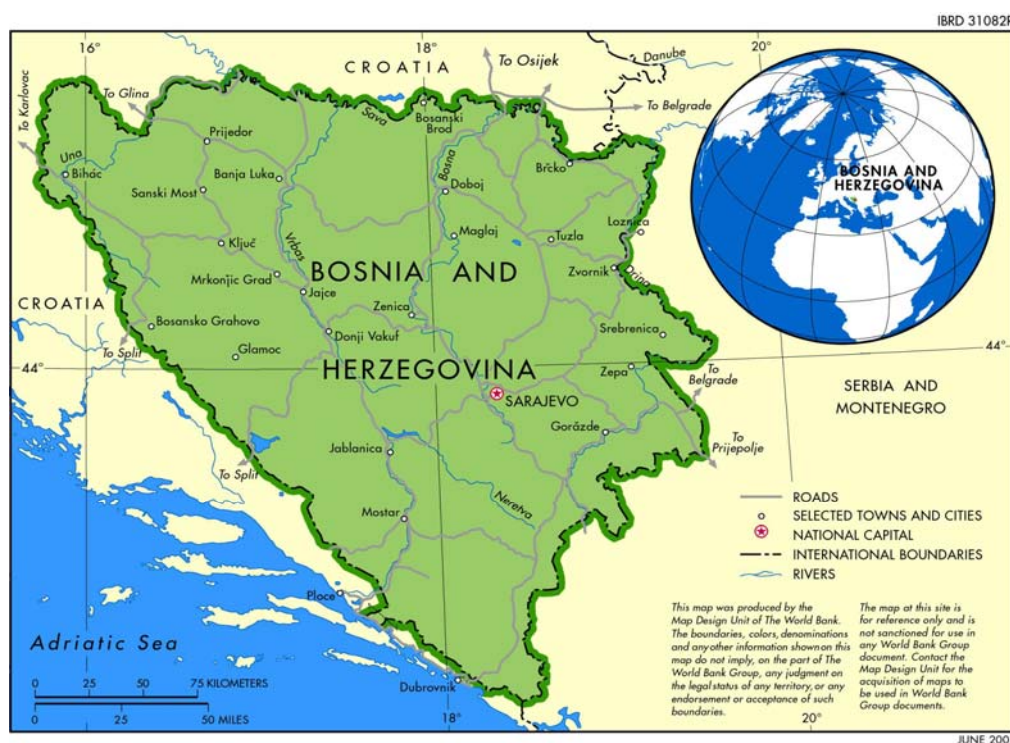 IBRD 31082R
16°
18°
20°
CROATIA
To Osijek
Danube
To Karlovac
To Glina
To Belgrade
Sava
Bosanski
Brod
Prijedor
Una
Bihác
Banja Luka
Bosna
Brčko
Sanski Most
Doboj
BOSNIA AND
HERZEGOVINA
Loznica
Ključ
Vrbas
Maglaj
Tuzla
Mrkonjic Grad
BOSNIA AND
Zvornik
Drina
CROATIA
Jajce
Zenica
Bosansko Grahovo
Donji Vakuf
Srebrenica
To Split
Glamoc
44°
44°
HERZEGOVINA
Zepa
To
Belgrade
SERBIA AND
MONTENEGRO
SARAJEVO
Goražde
To
Prijepolje
Jablanica
To Split
Neretva
ROADS
Mostar
SELECTED TOWNS AND CITIES
NATIONAL CAPITAL
INTERNATIONAL BOUNDARIES
RIVERS
Ploce
This map was produced by the
Map Design Unit of The World Bank.
The boundaries, colors, denominations
and any other information shown on this
map do not imply, on the part of The
World Bank Group, any judgment on
the legal status of any territory, or any
endorsement or acceptance of such
boundaries.
The map at this site is
for reference only and is
not sanctioned for use in
any World Bank Group
document. Contact the
Map Design Unit for the
acquisition of maps to
be used in World Bank
Group documents.
Adriatic Sea
0 25 50 75 KILOMETERS
0 25 50 MILES
Dubrovnik
18°
20°
JUNE 200